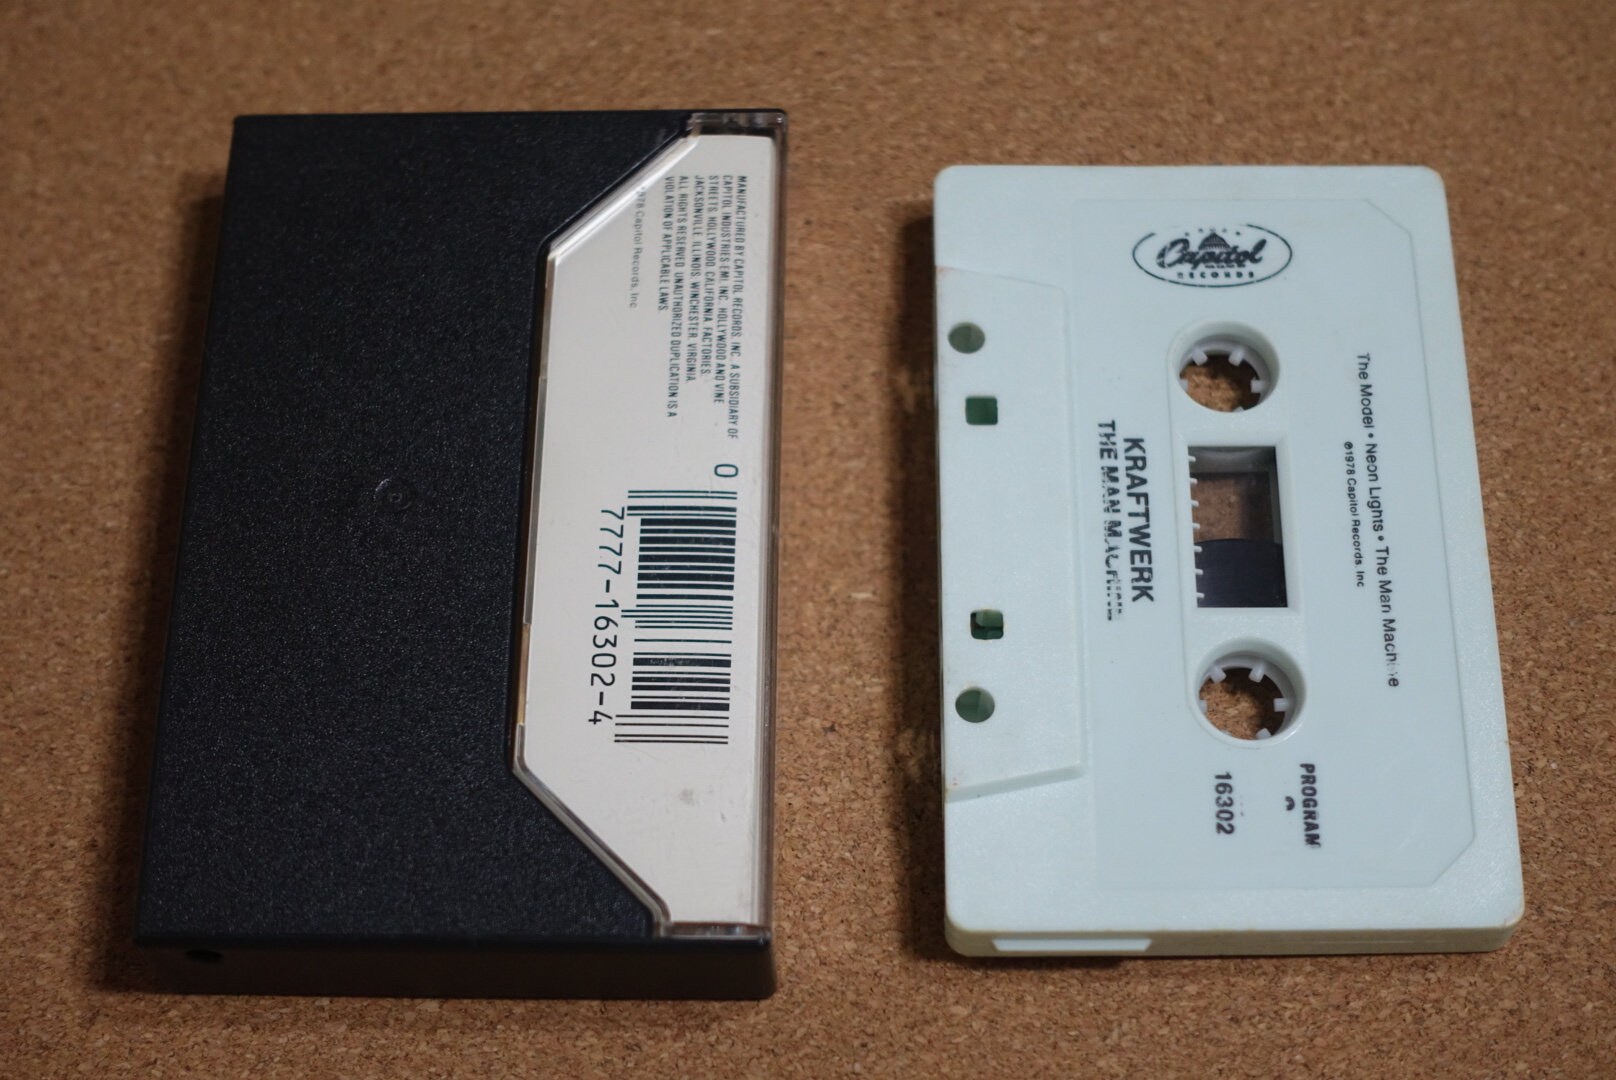 MANUFACTURED BY CAPITOL RECORDS, INC., A SUBSIDIARY OF
CAPITOL INDUSTRIES-EMI, INC. HOLLYWOOD AND VINE
STREETS, HOLLYWOOD, CALIFORNIA. FACTORIES:
JACKSONVILLE, ILLINOIS, WINCHESTER, VIRGINIA.
ALL RIGHTS RESERVED. UNAUTHORIZED DUPLICATION IS A
VIOLATION OF APPLICABLE LAWS.
1978 Capitol Records, Inc.
0
77777-16302-4
Capitol
RECORDS
The Model • Neon Lights • The Man Machine
℗1978 Capitol Records, Inc
KRAFTWERK
THE MAN MACHINE
PROGRAM
16302